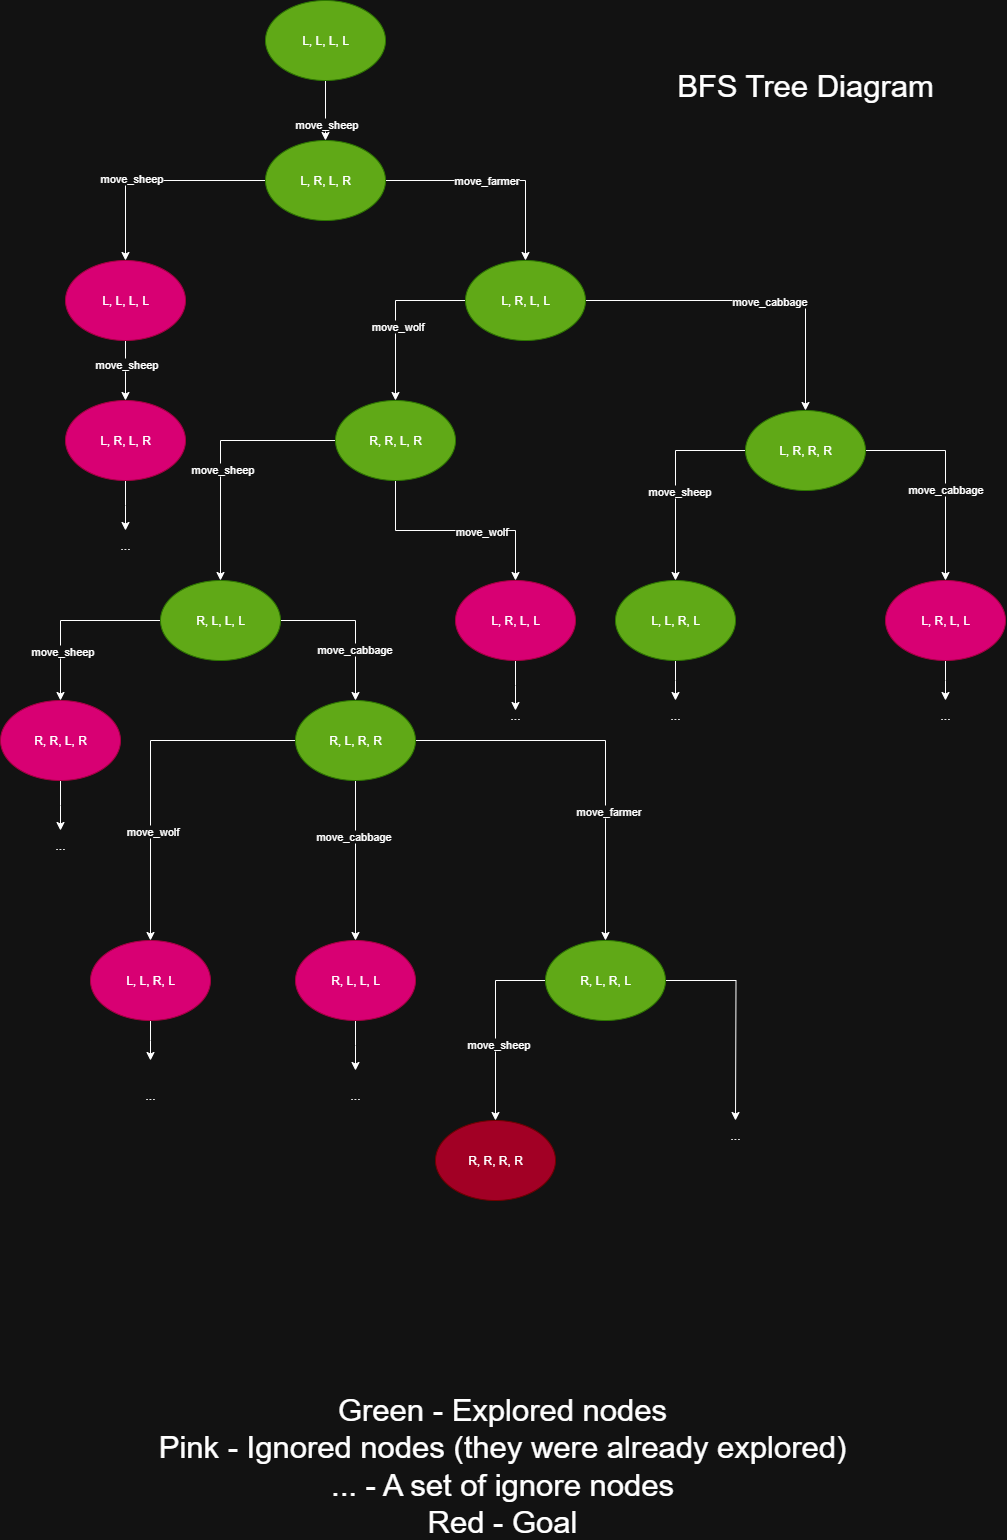 L, L, L, L
BFS Tree Diagram
move_sheep
move_sheep
L, R, L, R
move_farmer
L, L, L, L
L, R, L, L
move_cabbage
move_wolf
move_sheep
L, R, L, R
R, R, L, R
L, R, R, R
move_sheep
move_sheep
move_cabbage
move_wolf
...
R, L, L, L
L, R, L, L
L, L, R, L
L, R, L, L
move_sheep
move_cabbage
...
...
...
R, R, L, R
R, L, R, R
move_farmer
move_wolf
move_cabbage
...
L, L, R, L
R, L, L, L
R, L, R, L
move_sheep
...
...
...
R, R, R, R
Green - Explored nodes
Pink - Ignored nodes (they were already explored)
... - A set of ignore nodes
Red - Goal